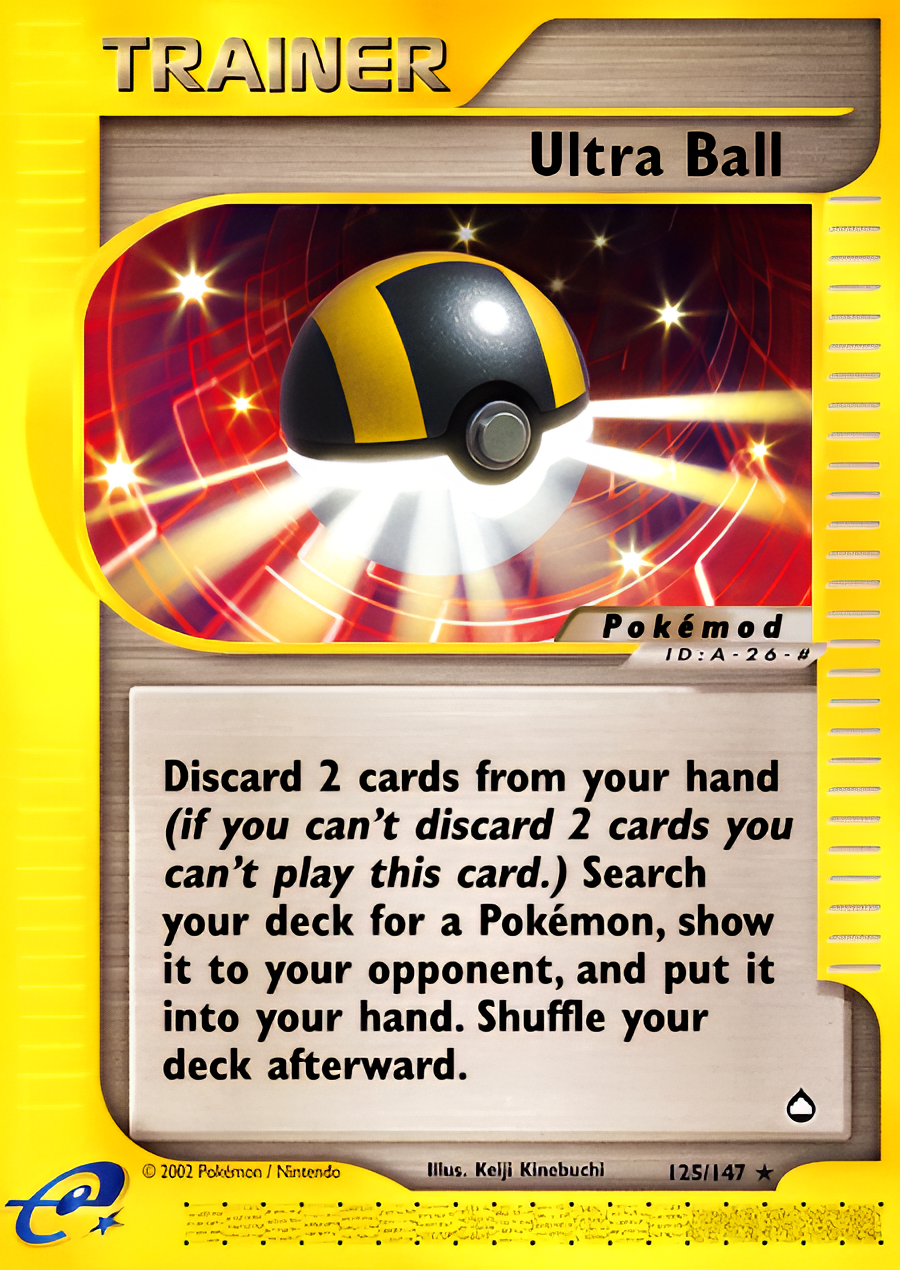 TRAINER
Ultra Ball
Pokémod
ID:A-26-#
Discard 2 cards from your hand
(if you can't discard 2 cards you
can't play this card.) Search
your deck for a Pokémon, show
it to your opponent, and put it
into your hand. Shuffle your
deck afterward.
© 2002 Pokémon / Nintendo
Illus. Keiji Kinebuchi
125/147 ★
e